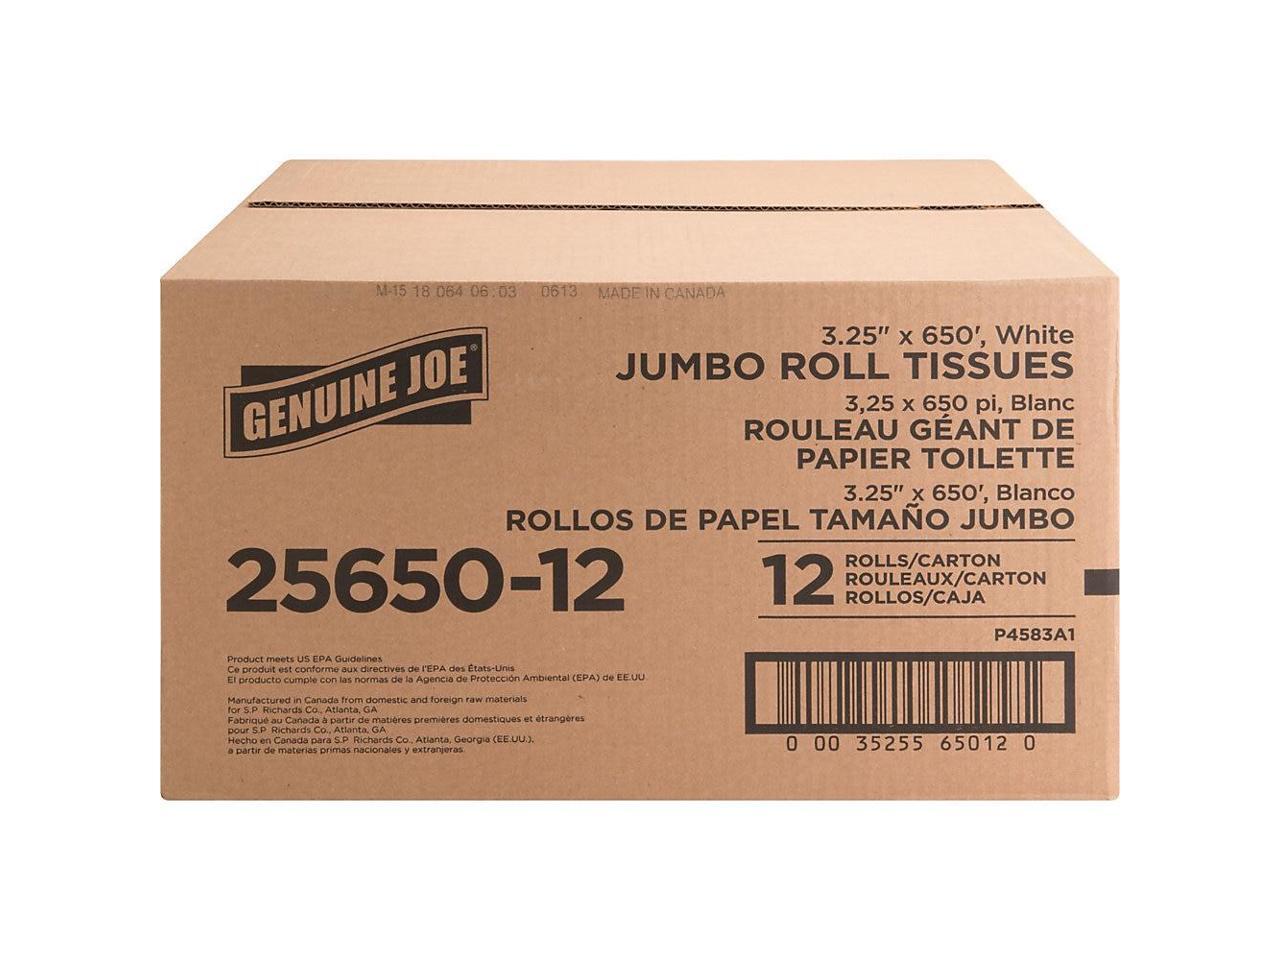 M-15 18 064 06:03 0613 MADE IN CANADA
GENUINE JOE®
3.25" x 650', White
JUMBO ROLL TISSUES
3,25 x 650 pi, Blanc
ROULEAU GÉANT DE
PAPIER TOILETTE
3.25" x 650', Blanco
ROLLOS DE PAPEL TAMAÑO JUMBO
25650-12
12
ROLLS/CARTON
ROULEAUX/CARTON
ROLLOS/CAJA
P4583A1
Product meets US EPA Guidelines
Ce produit est conforme aux directives de l'EPA des États-Unis
El producto cumple con las normas de la Agencia de Protección Ambiental (EPA) de EE.UU.
Manufactured in Canada from domestic and foreign raw materials
for S.P. Richards Co., Atlanta, GA
Fabriqué au Canada à partir de matières premières domestiques et étrangères
pour S.P. Richards Co., Atlanta, GA
Hecho en Canada para S.P. Richards Co., Atlanta, Georgia (EE.UU.),
a partir de materias primas nacionales y extranjeras.
0 00 35255 65012 0